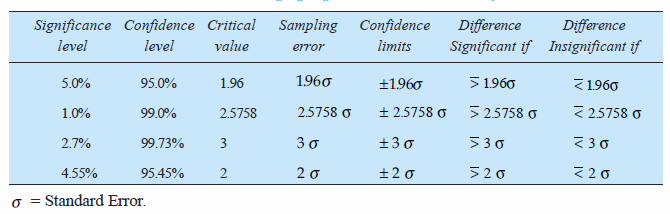 Significance level Confidence level Critical value Sampling error Confidence limits Difference Significant if Difference Insignificant if
5.0% 95.0% 1.96 1.96σ ±1.96σ ⋝ 1.96σ ⋜ 1.96σ
1.0% 99.0% 2.5758 2.5758 σ ± 2.5758 σ ⋝ 2.5758 σ ⋜ 2.5758 σ
2.7% 99.73% 3 3 σ ± 3 σ ⋝ 3 σ ⋜ 3 σ
4.55% 95.45% 2 2 σ ± 2 σ ⋝ 2 σ ⋜ 2 σ
σ = Standard Error.